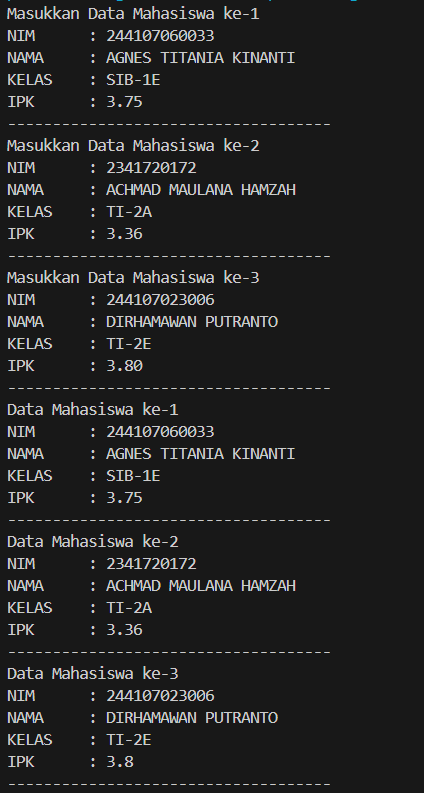 Masukkan Data Mahasiswa ke-1
NIM : 244107060033
NAMA : AGNES TITANIA KINANTI
KELAS : SIB-1E
IPK : 3.75
------------------------------------
Masukkan Data Mahasiswa ke-2
NIM : 2341720172
NAMA : ACHMAD MAULANA HAMZAH
KELAS : TI-2A
IPK : 3.36
------------------------------------
Masukkan Data Mahasiswa ke-3
NIM : 244107023006
NAMA : DIRHAMAWAN PUTRANTO
KELAS : TI-2E
IPK : 3.80
------------------------------------
Data Mahasiswa ke-1
NIM : 244107060033
NAMA : AGNES TITANIA KINANTI
KELAS : SIB-1E
IPK : 3.75
------------------------------------
Data Mahasiswa ke-2
NIM : 2341720172
NAMA : ACHMAD MAULANA HAMZAH
KELAS : TI-2A
IPK : 3.36
------------------------------------
Data Mahasiswa ke-3
NIM : 244107023006
NAMA : DIRHAMAWAN PUTRANTO
KELAS : TI-2E
IPK : 3.8
------------------------------------